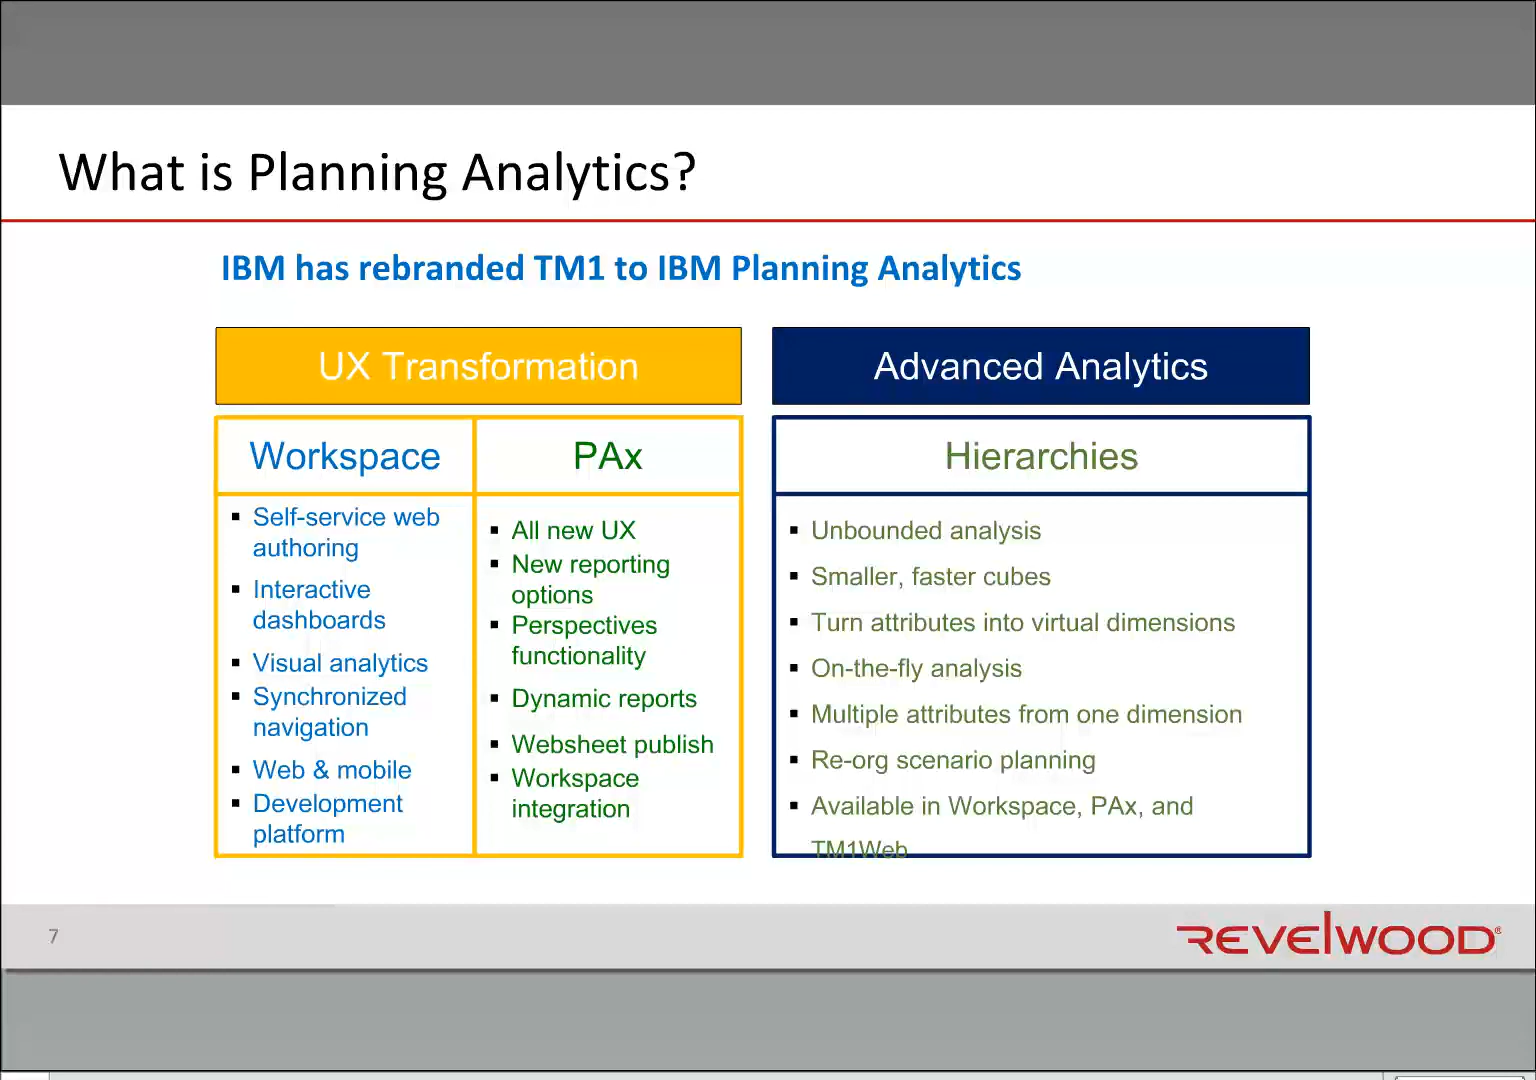 What is Planning Analytics?
IBM has rebranded TM1 to IBM Planning Analytics
UX Transformation
Workspace
▪ Self-service web
authoring
▪ Interactive
dashboards
▪ Visual analytics
▪ Synchronized
navigation
▪ Web & mobile
▪ Development
platform
PAx
▪ All new UX
▪ New reporting
options
▪ Perspectives
functionality
▪ Dynamic reports
▪ Websheet publish
▪ Workspace
integration
Advanced Analytics
Hierarchies
▪ Unbounded analysis
▪ Smaller, faster cubes
▪ Turn attributes into virtual dimensions
▪ On-the-fly analysis
▪ Multiple attributes from one dimension
▪ Re-org scenario planning
▪ Available in Workspace, PAx, and
TM1Web
7
REVELWOOD®